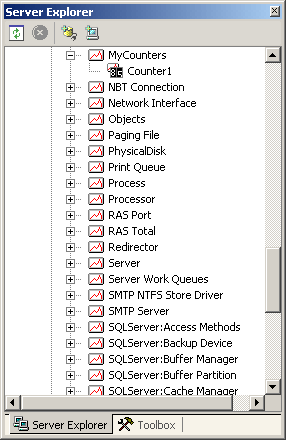 Server Explorer
MyCounters
Counter1
NBT Connection
Network Interface
Objects
Paging File
PhysicalDisk
Print Queue
Process
Processor
RAS Port
RAS Total
Redirector
Server
Server Work Queues
SMTP NTFS Store Driver
SMTP Server
SQLServer:Access Methods
SQLServer:Backup Device
SQLServer:Buffer Manager
SQLServer:Buffer Partition
SQLServer:Cache Manager
Server Explorer Toolbox